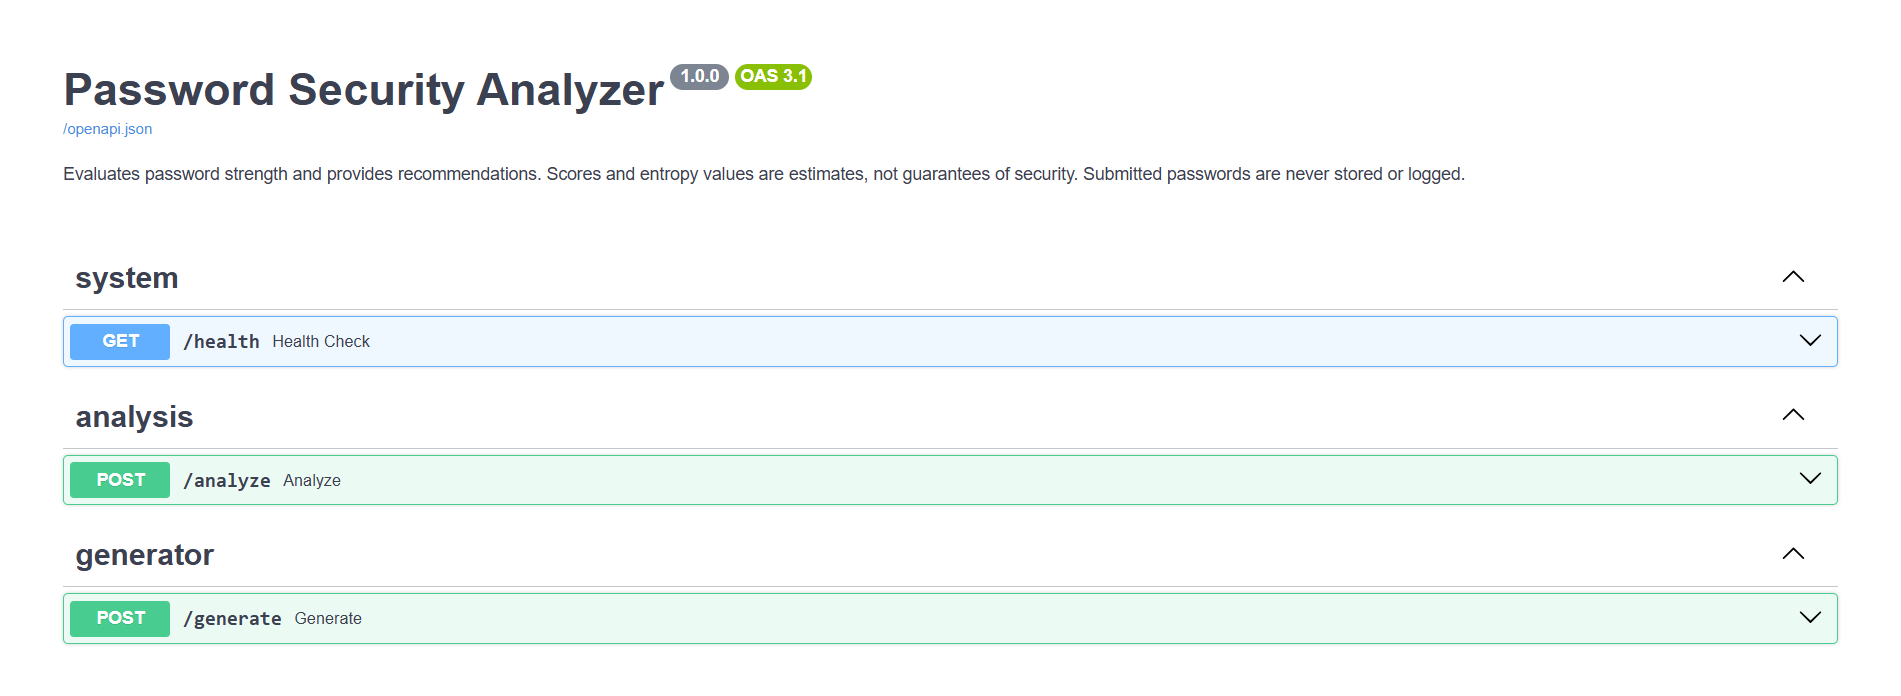 Password Security Analyzer 1.0.0 OAS 3.1
/openapi.json
Evaluates password strength and provides recommendations. Scores and entropy values are estimates, not guarantees of security. Submitted passwords are never stored or logged.
system
GET /health Health Check
analysis
POST /analyze Analyze
generator
POST /generate Generate